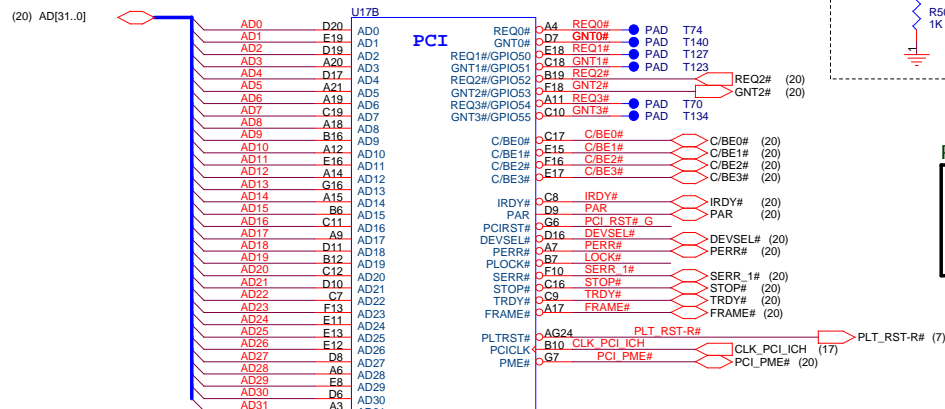 (20) AD[31..0]
U17B
PCI
R50
1K
AD0 D20 AD0 REQ0# A4 REQ0# PAD T74
AD1 E19 AD1 GNT0# D7 GNT0# PAD T140
AD2 D19 AD2 REQ1#/GPIO50 E18 REQ1# PAD T127
AD3 A20 AD3 GNT1#/GPIO51 C18 GNT1# PAD T123
AD4 D17 AD4 REQ2#/GPIO52 B19 REQ2# REQ2# (20)
AD5 A21 AD5 GNT2#/GPIO53 F18 GNT2# GNT2# (20)
AD6 A19 AD6 REQ3#/GPIO54 A11 REQ3# PAD T70
AD7 C19 AD7 GNT3#/GPIO55 C10 GNT3# PAD T134
AD8 A18 AD8
AD9 B16 AD9 C/BE0# C17 C/BE0# C/BE0# (20)
AD10 A12 AD10 C/BE1# E15 C/BE1# C/BE1# (20)
AD11 E16 AD11 C/BE2# F16 C/BE2# C/BE2# (20)
AD12 A14 AD12 C/BE3# E17 C/BE3# C/BE3# (20)
AD13 G16 AD13
AD14 A15 AD14 IRDY# C8 IRDY# IRDY# (20)
AD15 B6 AD15 PAR D9 PAR PAR (20)
AD16 C11 AD16 PCIRST# G6 PCI_RST#_G
AD17 A9 AD17 DEVSEL# D16 DEVSEL# DEVSEL# (20)
AD18 D11 AD18 PERR# A7 PERR# PERR# (20)
AD19 B12 AD19 PLOCK# B7 LOCK#
AD20 C12 AD20 SERR# F10 SERR_1# SERR_1# (20)
AD21 D10 AD21 STOP# C16 STOP# STOP# (20)
AD22 C7 AD22 TRDY# C9 TRDY# TRDY# (20)
AD23 F13 AD23 FRAME# A17 FRAME# FRAME# (20)
AD24 E11 AD24
AD25 E13 AD25 PLTRST# AG24 PLT_RST-R# PLT_RST-R# (7)
AD26 E12 AD26 PCICLK B10 CLK_PCI_ICH CLK_PCI_ICH (17)
AD27 D8 AD27 PME# G7 PCI_PME# PCI_PME# (20)
AD28 A6 AD28
AD29 E8 AD29
AD30 D6 AD30
AD31 A3